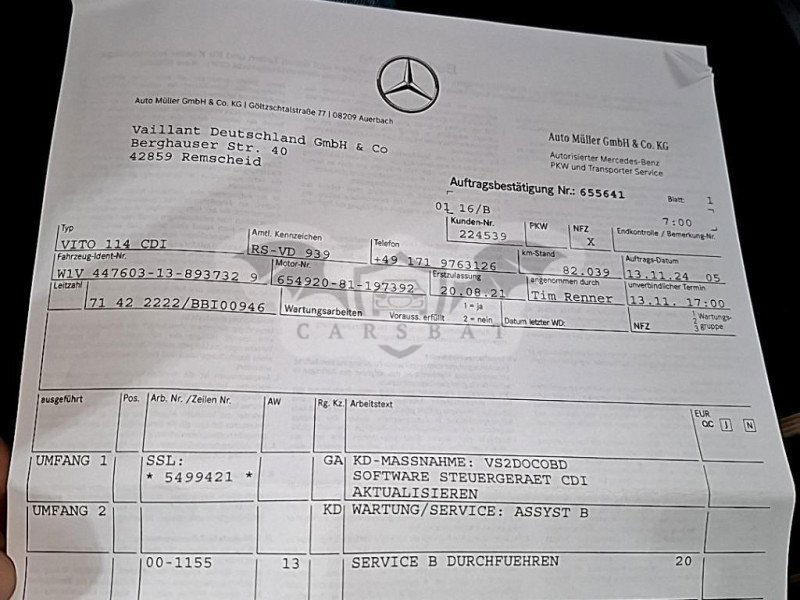 Auto Müller GmbH & Co. KG | Göltzschtalstraße 77 | 08209 Auerbach
Vaillant Deutschland GmbH & Co
Berghauser Str. 40
42859 Remscheid
Auto Müller GmbH & Co. KG
Autorisierter Mercedes-Benz
PKW und Transporter Service
Auftragsbestätigung Nr.: 655641
Blatt: 1
01 16/B
7:00
Typ
Amtl. Kennzeichen
Telefon
Kunden-Nr.
PKW
NFZ
Endkontrolle / Bemerkung-Nr.
VITO 114 CDI
RS-VD 939
+49 171 9763126
224539
X
Fahrzeug-Ident-Nr.
Motor-Nr.
Erstzulassung
km-Stand
Auftrags-Datum
W1V 447603-13-893732 9
654920-81-197392
20.08.21
82.039
13.11.24 05
Leitzahl
angenommen durch
unverbindlicher Termin
71 42 2222/BBI00946
Tim Renner
13.11. 17:00
Wartungsarbeiten
Vorauss. erfüllt
1 = ja
2 = nein
Datum letzter WD:
NFZ
1 Wartungs-
2 gruppe
3
CARSBAT
ausgeführt
Pos.
Arb. Nr. /Zeilen Nr.
AW
Rg. Kz.
Arbeitstext
EUR
QC J N
UMFANG 1
SSL:
GA
KD-MASSNAHME: VS2DOCOBD
* 5499421 *
SOFTWARE STEUERGERAET CDI
AKTUALISIEREN
UMFANG 2
KD
WARTUNG/SERVICE: ASSYST B
00-1155
13
SERVICE B DURCHFUEHREN
20